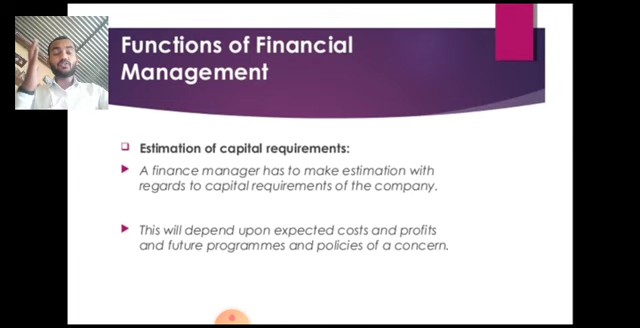 Functions of Financial
Management
Estimation of capital requirements:
A finance manager has to make estimation with
regards to capital requirements of the company.
This will depend upon expected costs and profits
and future programmes and policies of a concern.